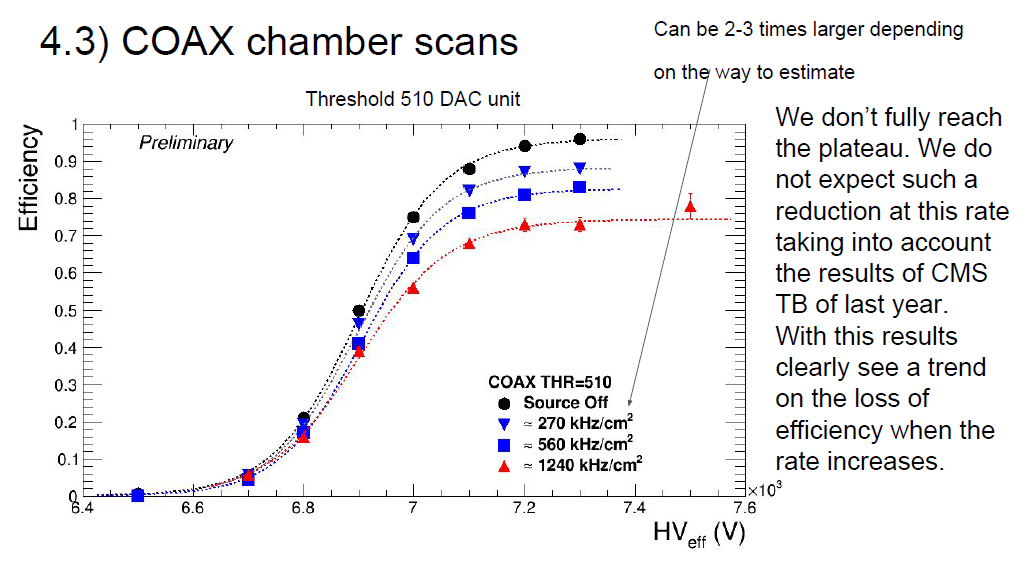 4.3) COAX chamber scans
Can be 2-3 times larger depending
on the way to estimate
Threshold 510 DAC unit
We don't fully reach
the plateau. We do
not expect such a
reduction at this rate
taking into account
the results of CMS
TB of last year.
With this results
clearly see a trend
on the loss of
efficiency when the
rate increases.
Efficiency
Preliminary
1
0.9
0.8
0.7
0.6
0.5
0.4
0.3
0.2
0.1
0
COAX THR=510
Source Off
≈ 270 kHz/cm²
≈ 560 kHz/cm²
≈ 1240 kHz/cm²
6.4 6.6 6.8 7 7.2 7.4 7.6
×10³
HV_eff (V)